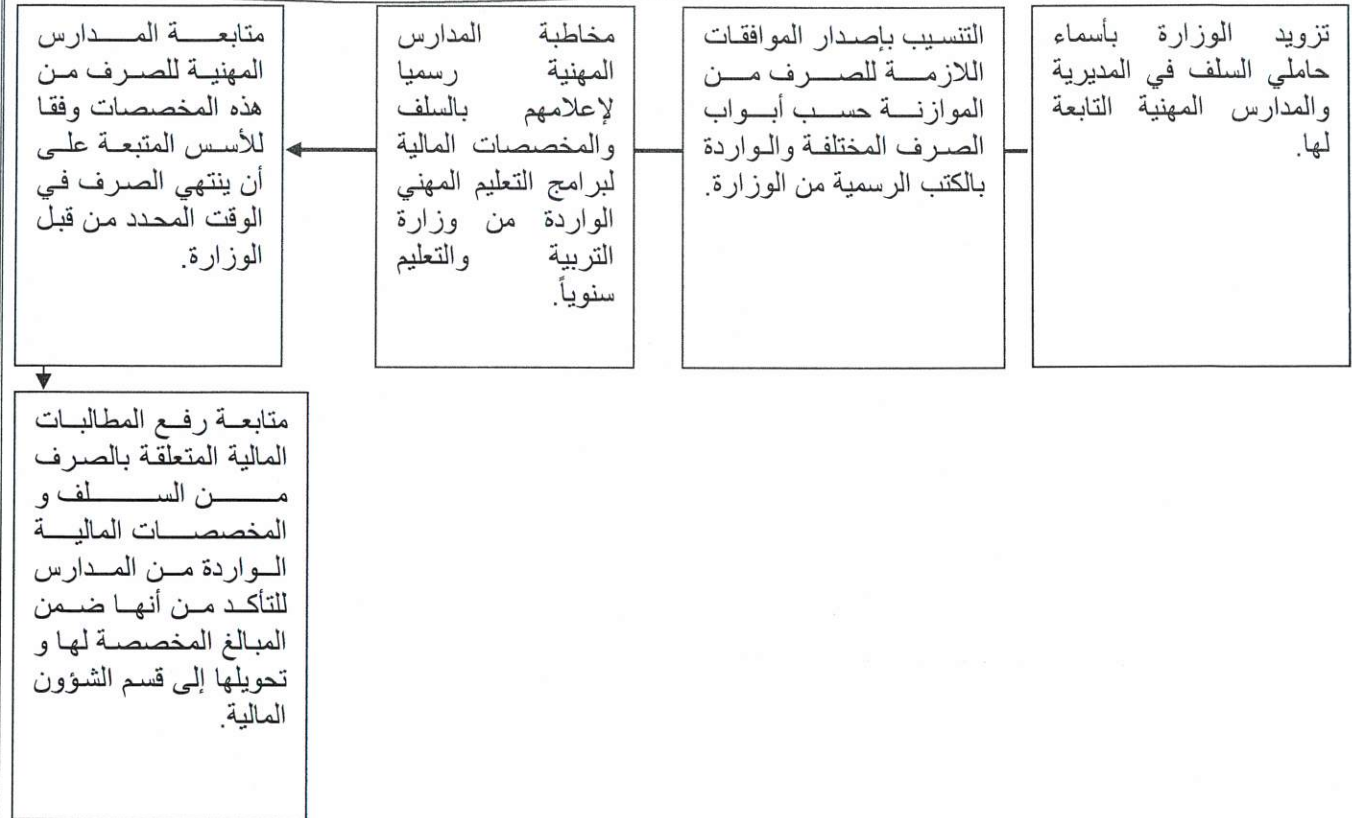 تزويد الوزارة بأسماء
حاملي السلف في المديرية
والمدارس المهنية التابعة
لها.
التنسيب بإصدار الموافقات
اللازمة للصرف من
الموازنة حسب أبواب
الصرف المختلفة والواردة
بالكتب الرسمية من الوزارة.
مخاطبة المدارس
المهنية رسميا
لإعلامهم بالسلف
والمخصصات المالية
لبرامج التعليم المهني
الواردة من وزارة
التربية والتعليم
سنوياً.
متابعة المدارس
المهنية للصرف من
هذه المخصصات وفقا
للأسس المتبعة على
أن ينتهي الصرف في
الوقت المحدد من قبل
الوزارة.
متابعة رفع المطالبات
المالية المتعلقة بالصرف
من السلف و
المخصصات المالية
الواردة من المدارس
للتأكد من أنها ضمن
المبالغ المخصصة لها و
تحويلها إلى قسم الشؤون
المالية.